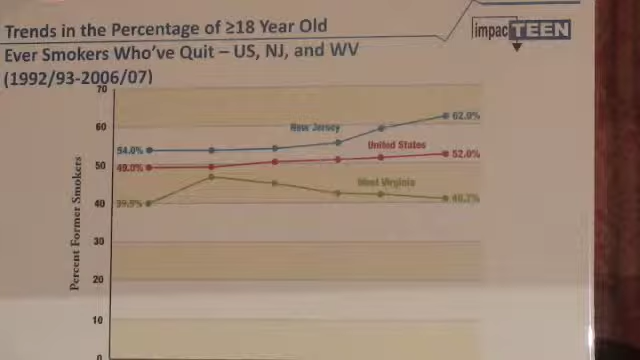 Trends in the Percentage of ≥18 Year Old
Ever Smokers Who've Quit – US, NJ, and WV
(1992/93-2006/07)
impacTEEN
70
60
50
40
30
20
10
0
Percent Former Smokers
New Jersey
54.0%
62.0%
United States
49.0%
52.0%
West Virginia
39.9%